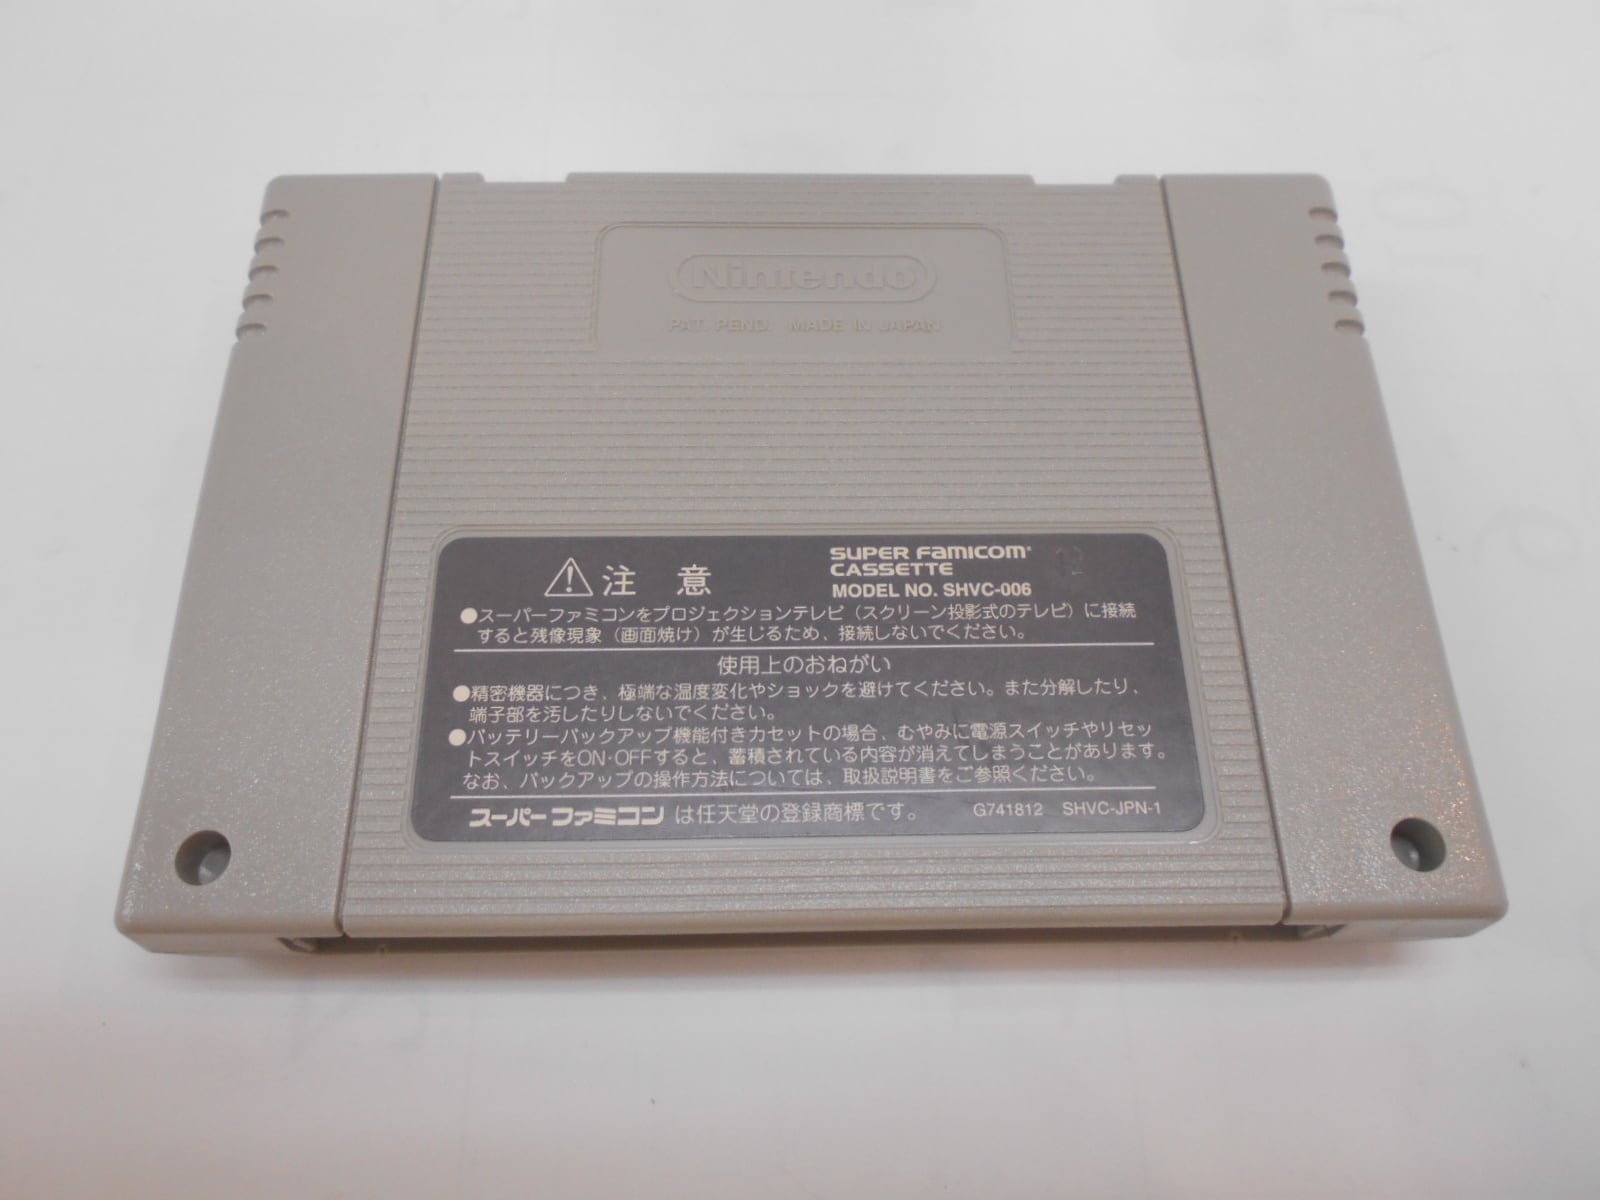 Nintendo
PAT. PEND. MADE IN JAPAN
注意
SUPER FAMICOM
CASSETTE
MODEL NO. SHVC-006
12
●スーパーファミコンをプロジェクションテレビ（スクリーン投影式のテレビ）に接続
すると残像現象（画面焼け）が生じるため、接続しないでください。
使用上のおねがい
●精密機器につき、極端な温度変化やショックを避けてください。また分解したり、
端子部を汚したりしないでください。
●バッテリーバックアップ機能付きカセットの場合、むやみに電源スイッチやリセッ
トスイッチをON・OFFすると、蓄積されている内容が消えてしまうことがあります。
なお、バックアップの操作方法については、取扱説明書をご参照ください。
スーパーファミコンは任天堂の登録商標です。 G741812 SHVC-JPN-1